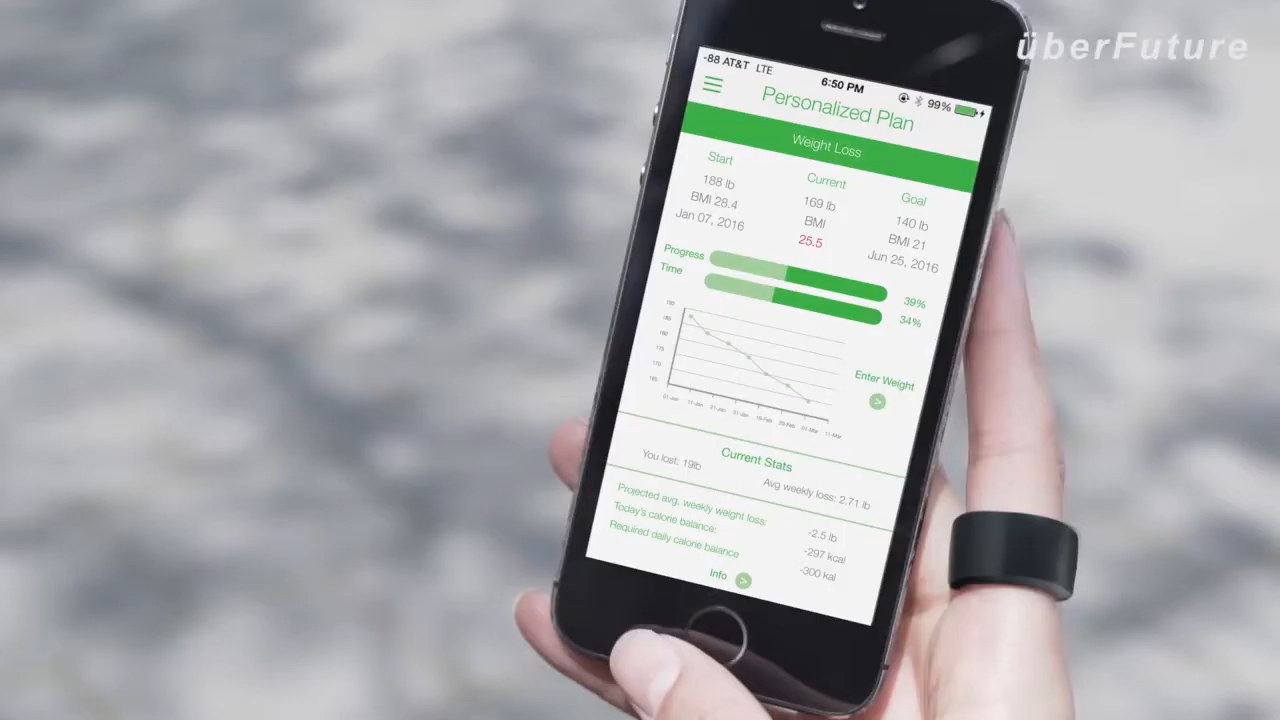 überFuture
-88 AT&T LTE 6:50 PM 99%
Personalized Plan
Weight Loss
Start
188 lb
BMI 28.4
Jan 07, 2016
Current
169 lb
BMI
25.5
Goal
140 lb
BMI 21
Jun 25, 2016
Progress 39%
Time 34%
Enter Weight
>
Current Stats
You lost: 19lb Avg weekly loss: 2.71 lb
Projected avg. weekly weight loss: -2.5 lb
Today's calorie balance: -297 kcal
Required daily calorie balance -300 kal
Info >